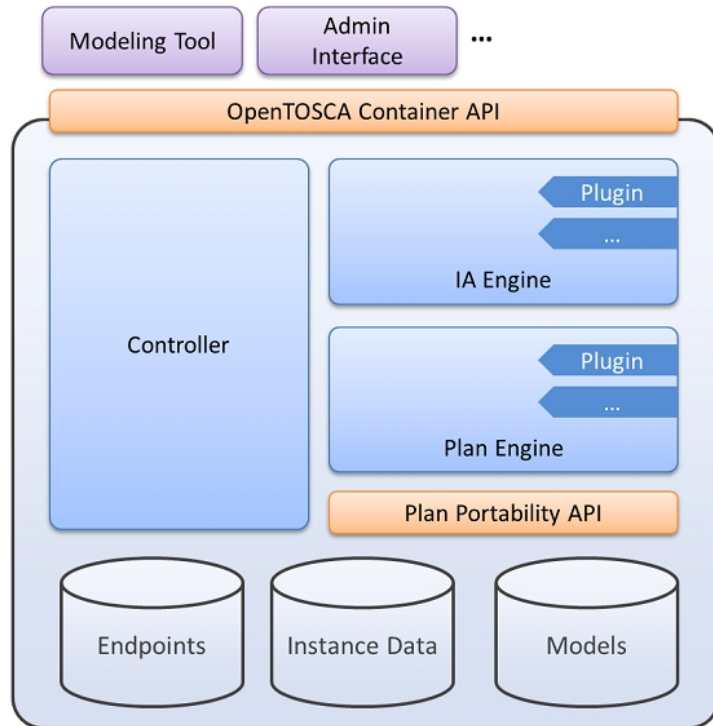 Modeling Tool
Admin
Interface
...
OpenTOSCA Container API
Controller
Plugin
...
IA Engine
Plugin
...
Plan Engine
Plan Portability API
Endpoints
Instance Data
Models